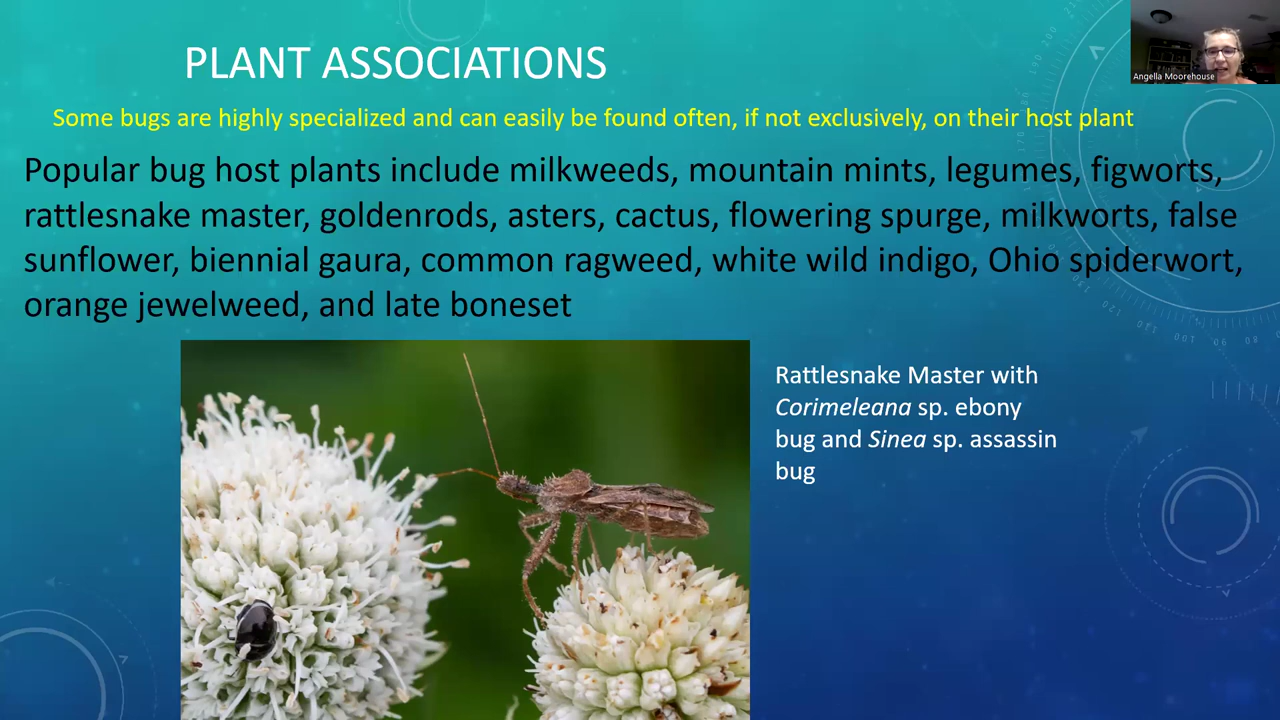 PLANT ASSOCIATIONS
Angella Moorehouse
Some bugs are highly specialized and can easily be found often, if not exclusively, on their host plant
Popular bug host plants include milkweeds, mountain mints, legumes, figworts,
rattlesnake master, goldenrods, asters, cactus, flowering spurge, milkworts, false
sunflower, biennial gaura, common ragweed, white wild indigo, Ohio spiderwort,
orange jewelweed, and late boneset
Rattlesnake Master with
Corimeleana sp. ebony
bug and Sinea sp. assassin
bug